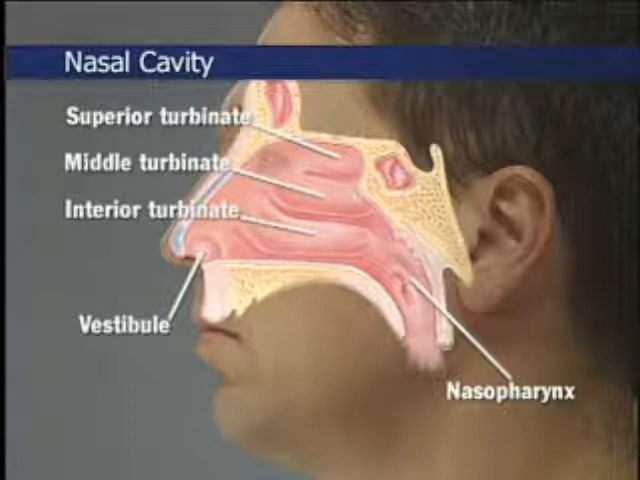 Nasal Cavity
Superior turbinate
Middle turbinate
Interior turbinate
Vestibule
Nasopharynx